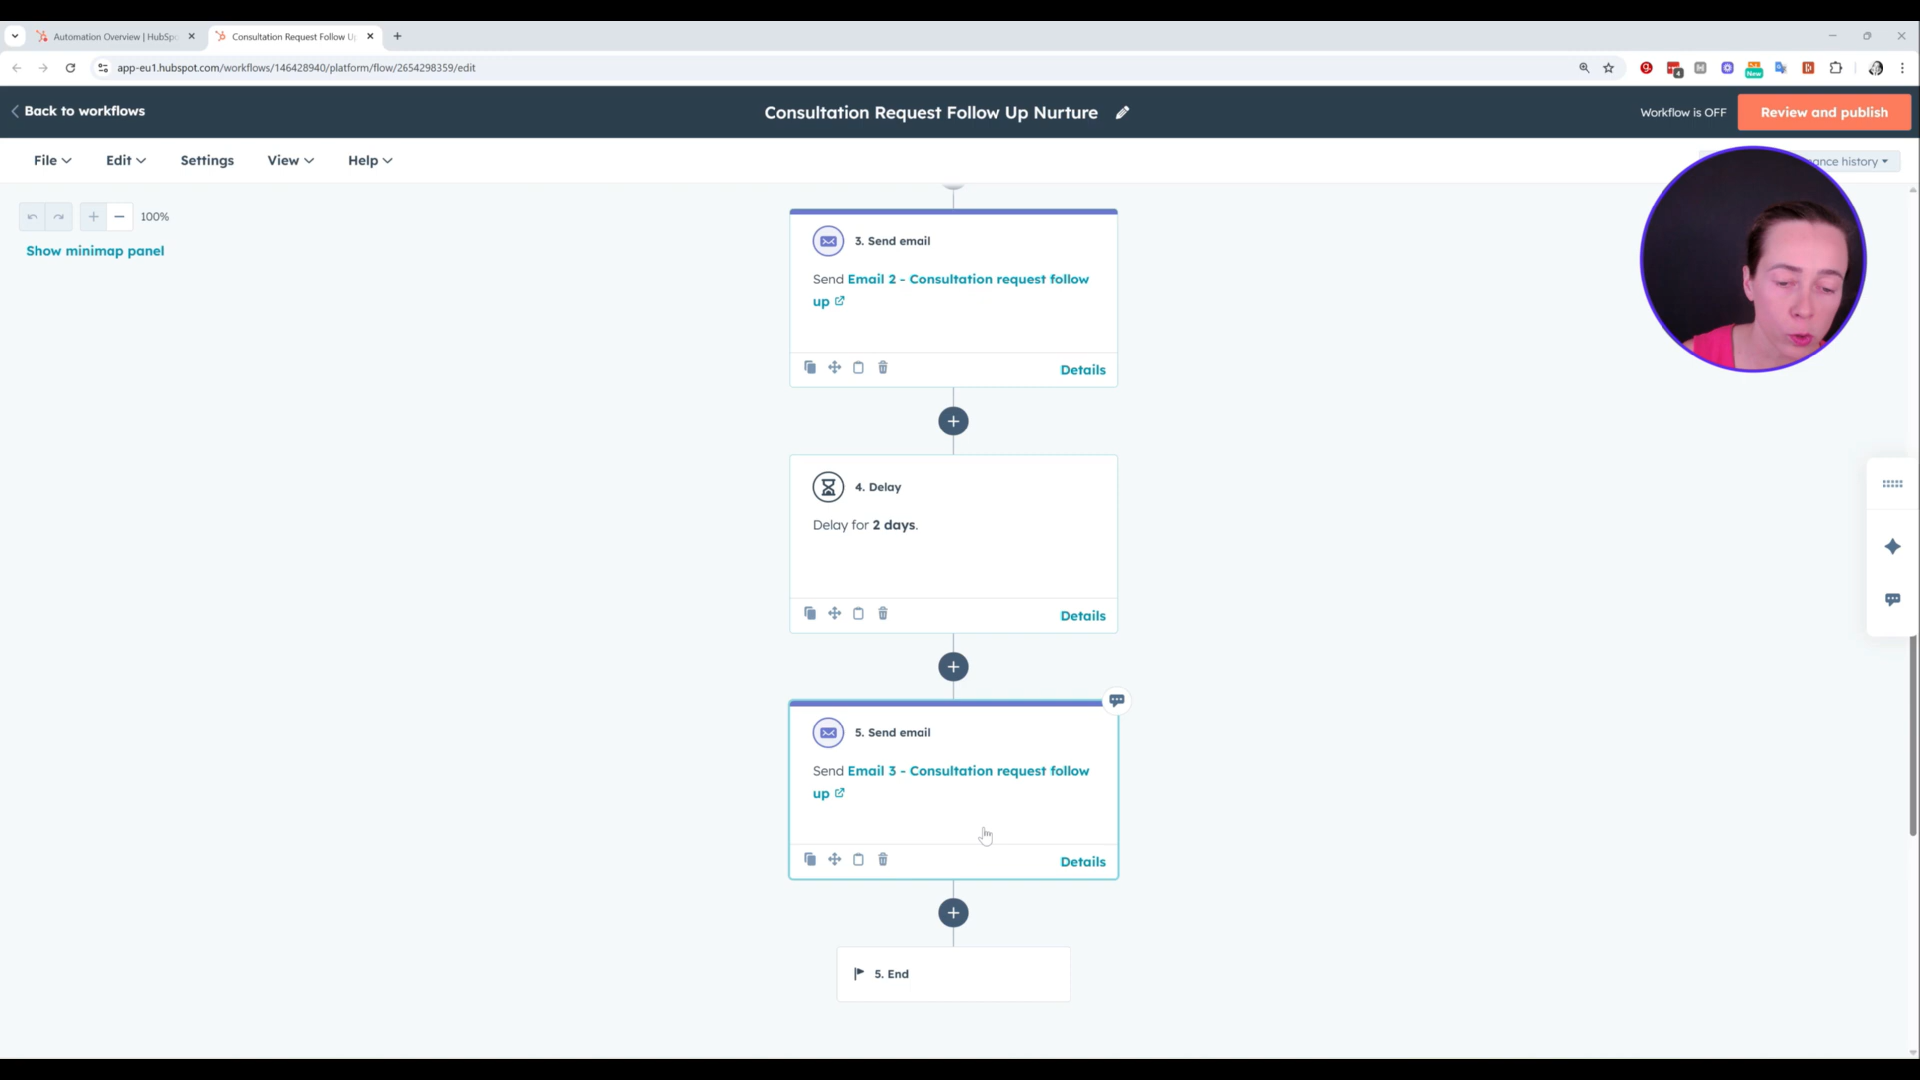 Automation Overview | HubSp
Consultation Request Follow U
app-eu1.hubspot.com/workflows/146428940/platform/flow/2654298359/edit
4
New
Back to workflows
Consultation Request Follow Up Nurture
Workflow is OFF
Review and publish
File
Edit
Settings
View
Help
ance history
100%
Show minimap panel
3. Send email
Send Email 2 - Consultation request follow
up
Details
4. Delay
Delay for 2 days.
Details
5. Send email
Send Email 3 - Consultation request follow
up
Details
5. End